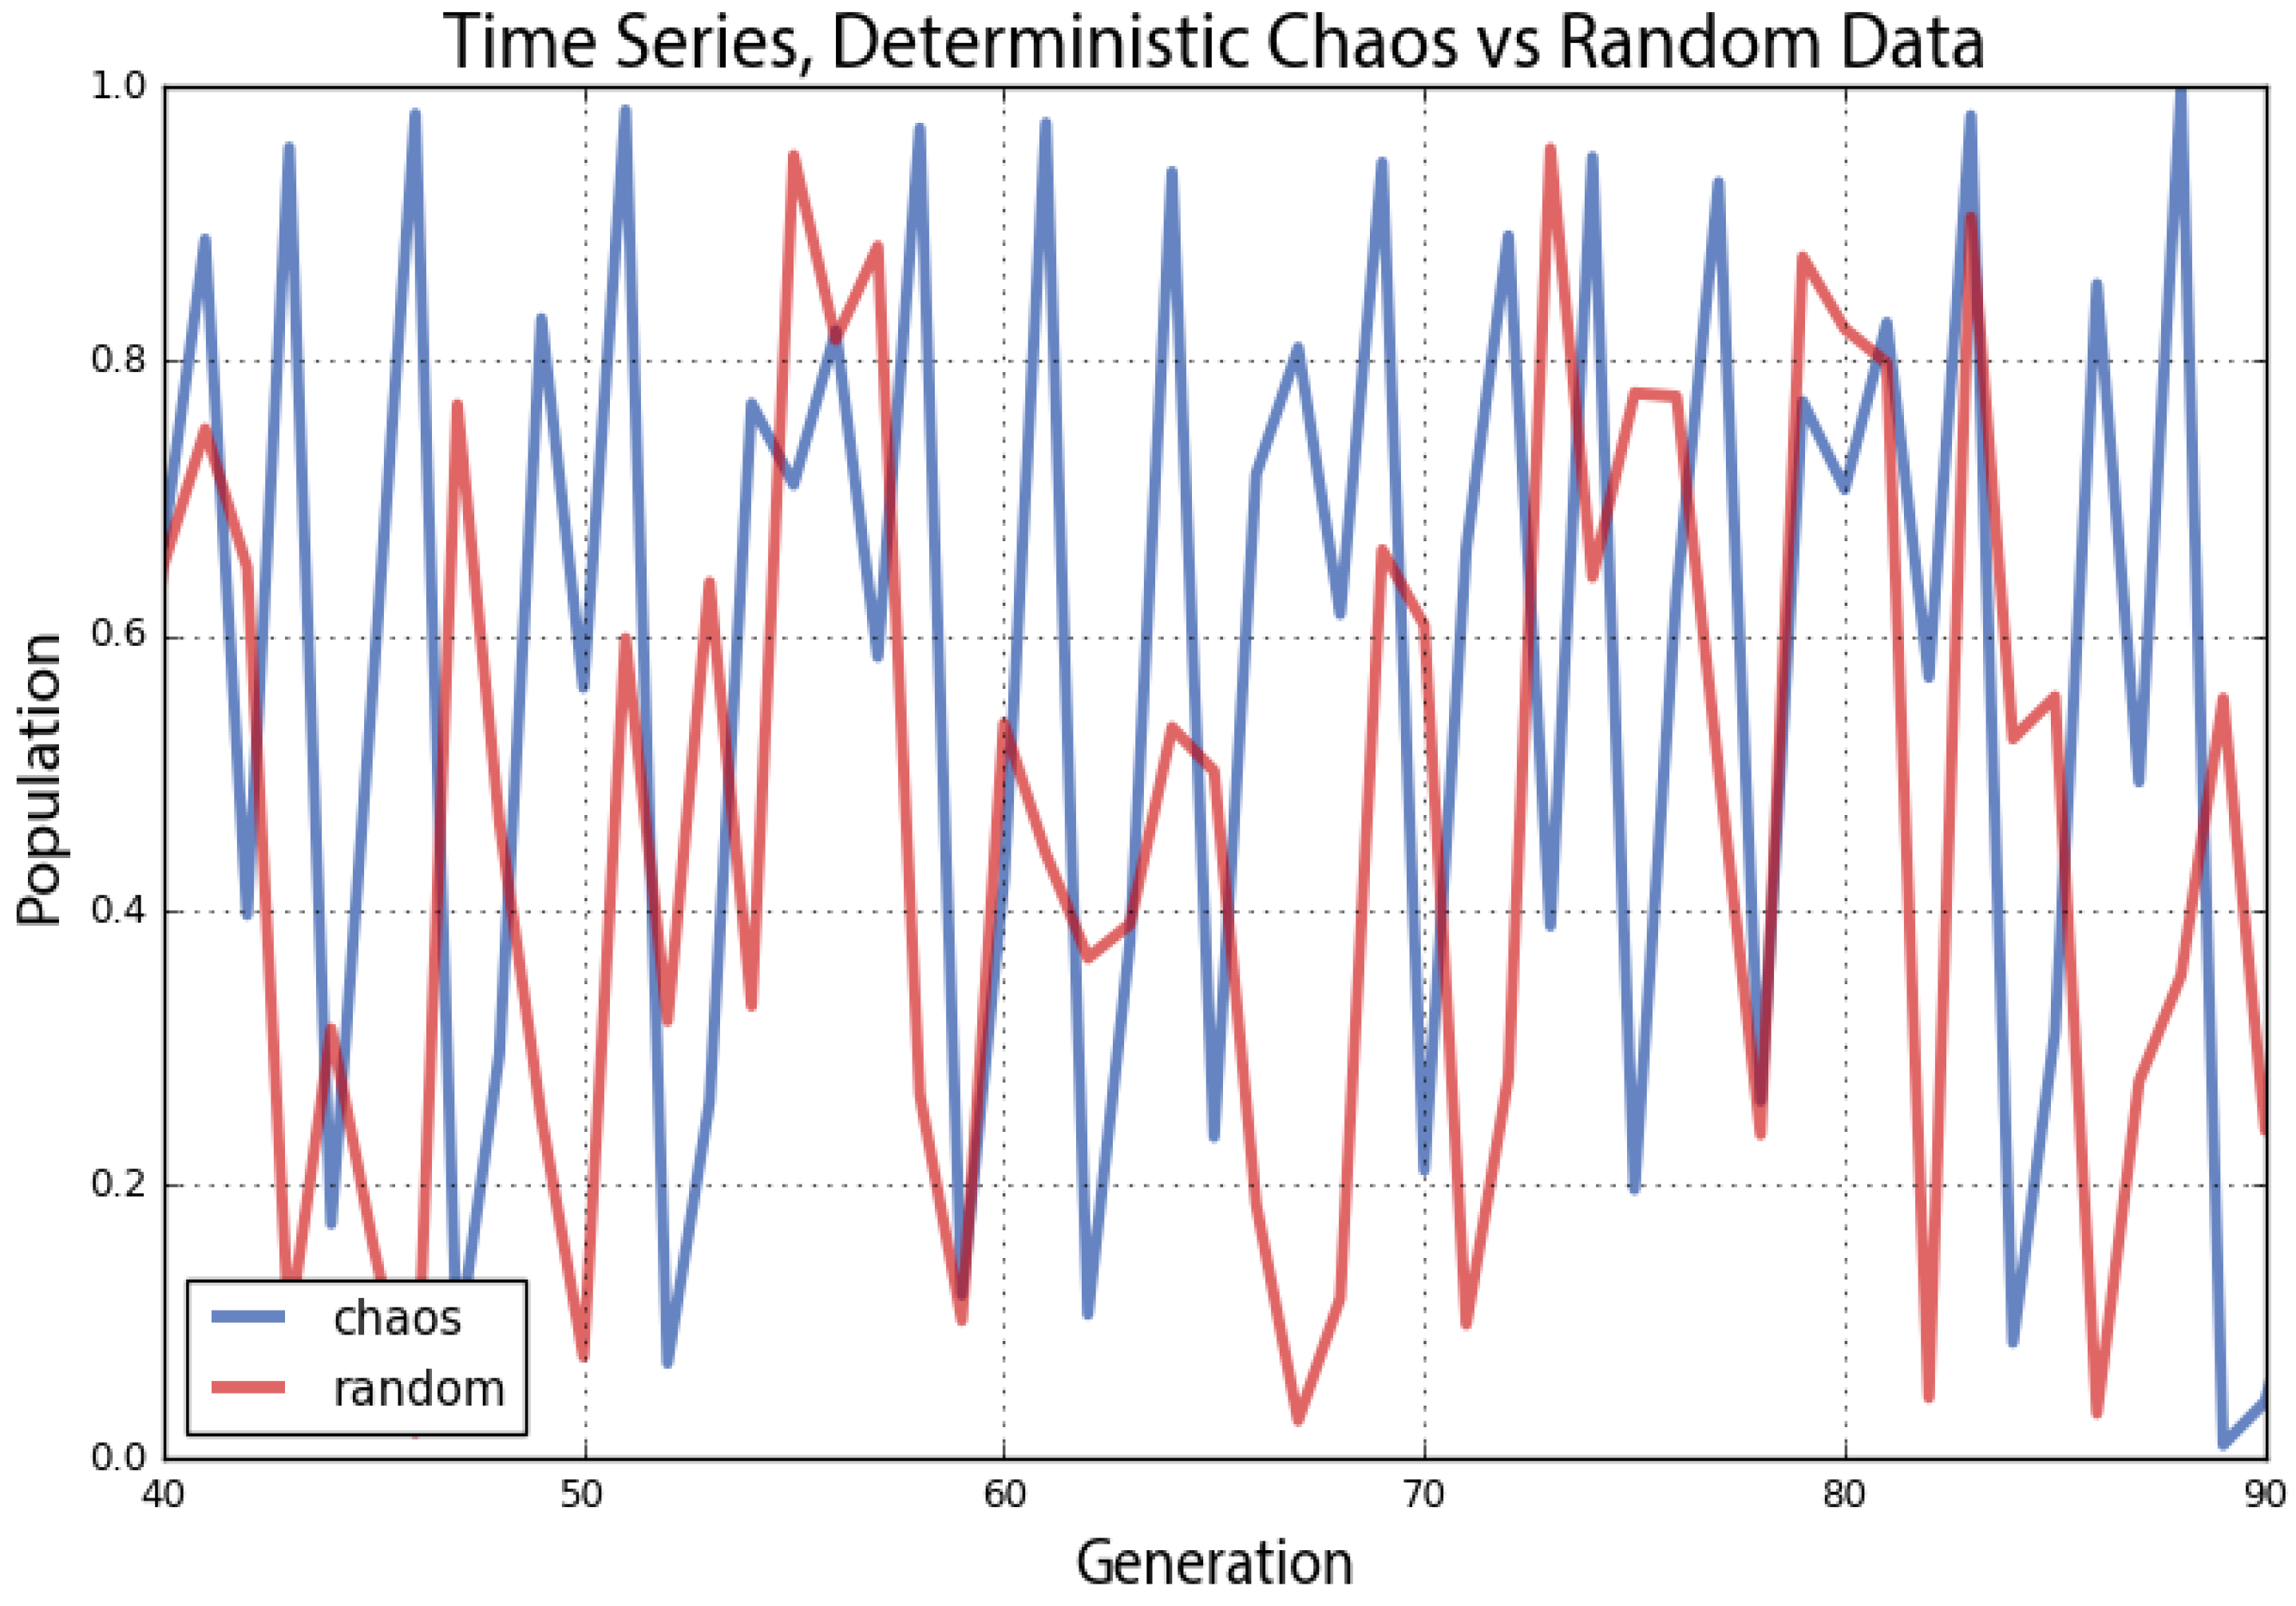 Time Series, Deterministic Chaos vs Random Data
1.0
0.8
0.6
0.4
0.2
0.0
Population
chaos
random
40 50 60 70 80 90
Generation